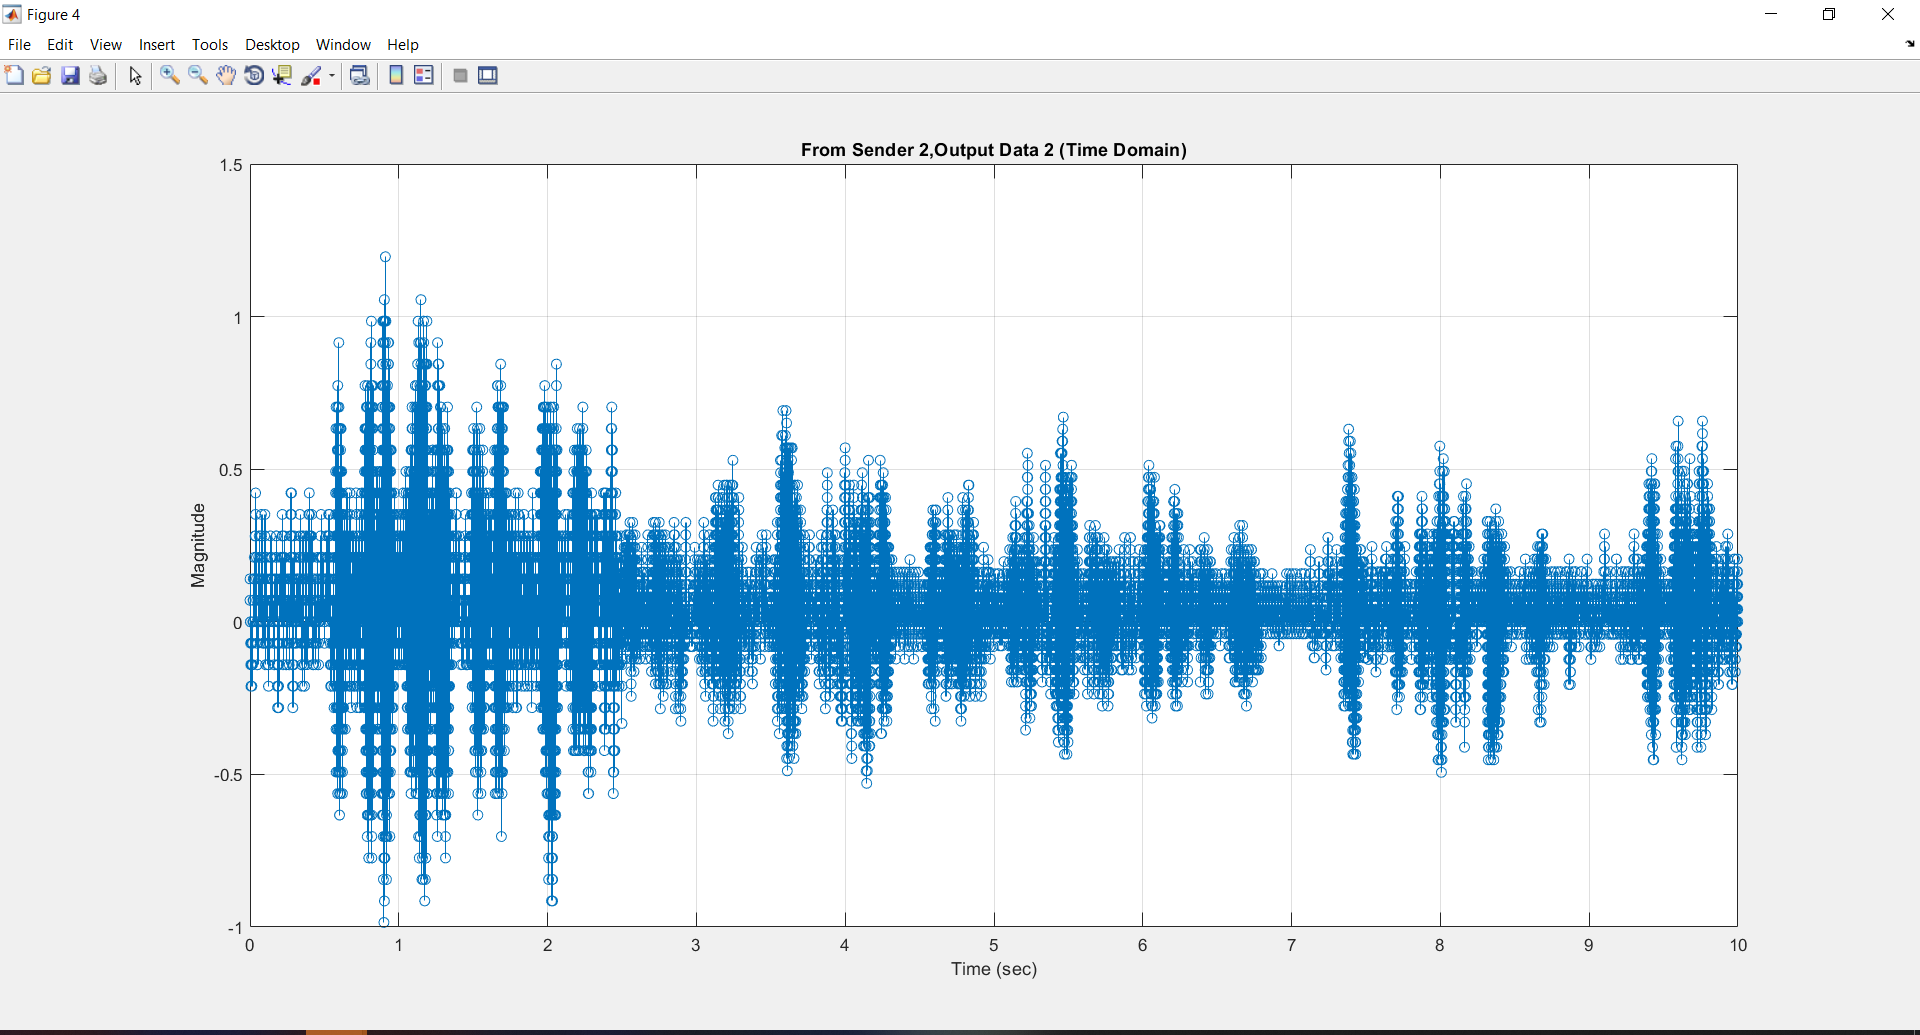 Figure 4
File Edit View Insert Tools Desktop Window Help
From Sender 2,Output Data 2 (Time Domain)
1.5
1
0.5
0
-0.5
-1
Magnitude
0 1 2 3 4 5 6 7 8 9 10
Time (sec)